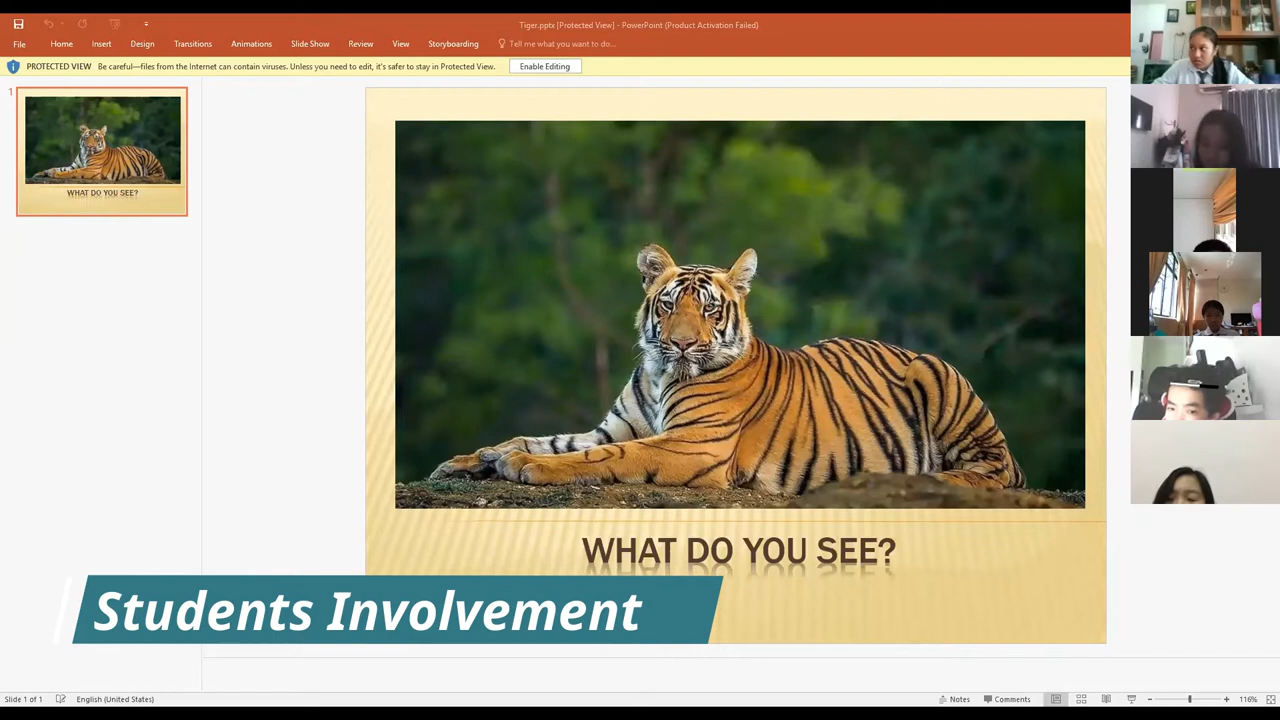 Tiger.pptx [Protected View] - PowerPoint (Product Activation Failed)
File Home Insert Design Transitions Animations Slide Show Review View Storyboarding Tell me what you want to do...
PROTECTED VIEW Be careful—files from the Internet can contain viruses. Unless you need to edit, it's safer to stay in Protected View. Enable Editing
1
WHAT DO YOU SEE?
WHAT DO YOU SEE?
Students Involvement
Slide 1 of 1 English (United States) Notes Comments 116%